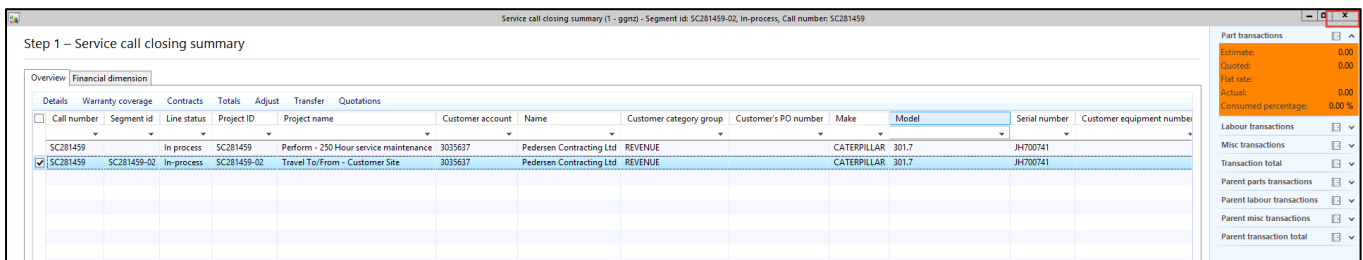 Service call closing summary (1 - ggnz) - Segment id: SC281459-02, In-process, Call number: SC281459
Step 1 – Service call closing summary
Overview Financial dimension
Details Warranty coverage Contracts Totals Adjust Transfer Quotations
Call number Segment id Line status Project ID Project name Customer account Name Customer category group Customer's PO number Make Model Serial number Customer equipment number
SC281459 In process SC281459 Perform - 250 Hour service maintenance 3035637 Pedersen Contracting Ltd REVENUE CATERPILLAR 301.7 JH700741
SC281459 SC281459-02 In-process SC281459-02 Travel To/From - Customer Site 3035637 Pedersen Contracting Ltd REVENUE CATERPILLAR 301.7 JH700741
Part transactions
Estimate: 0.00
Quoted: 0.00
Flat rate:
Actual: 0.00
Consumed percentage: 0.00 %
Labour transactions
Misc transactions
Transaction total
Parent parts transactions
Parent labour transactions
Parent misc transactions
Parent transaction total